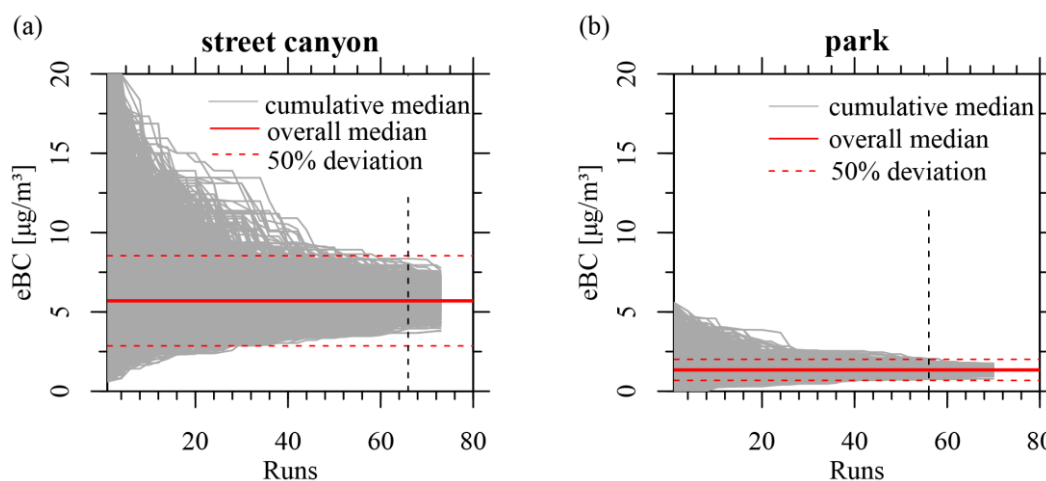 (a)
street canyon
20
15
10
5
0
eBC [µg/m³]
cumulative median
overall median
50% deviation
20
40
60
80
Runs
(b)
park
20
15
10
5
0
eBC [µg/m³]
cumulative median
overall median
50% deviation
20
40
60
80
Runs